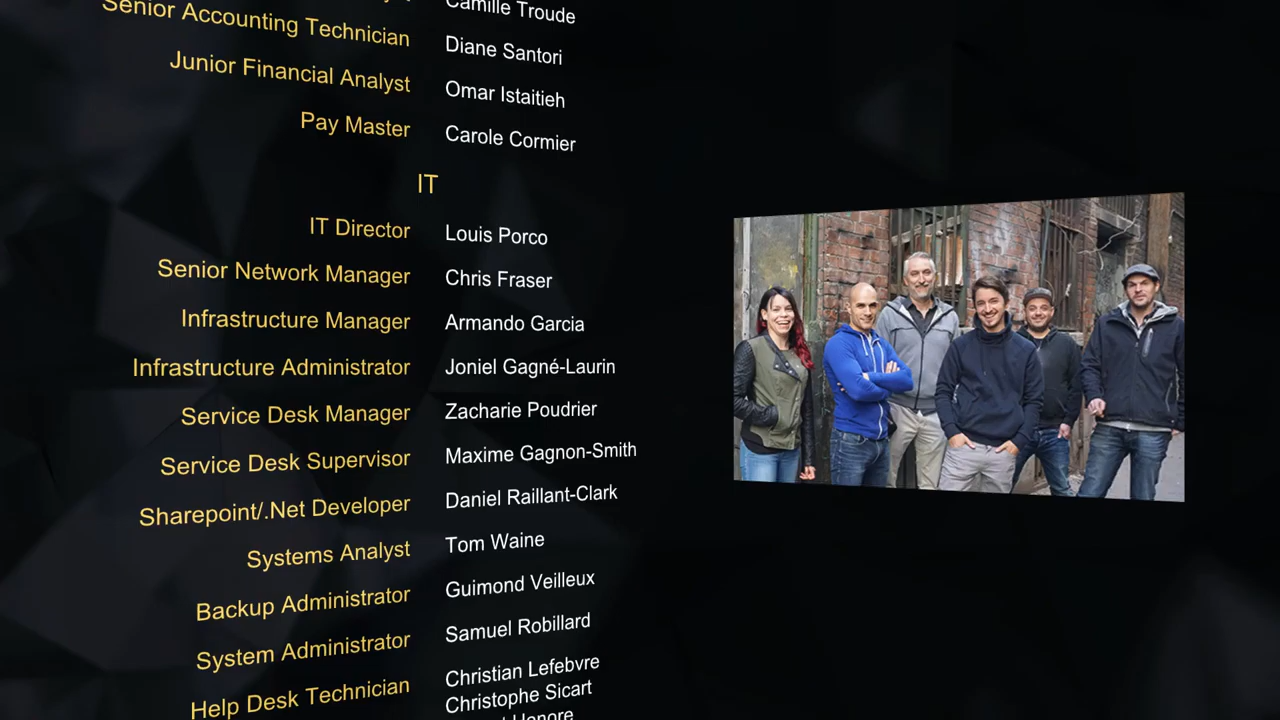 Camille Troude
Senior Accounting Technician Diane Santori
Junior Financial Analyst Omar Istaitieh
Pay Master Carole Cormier
IT
IT Director Louis Porco
Senior Network Manager Chris Fraser
Infrastructure Manager Armando Garcia
Infrastructure Administrator Joniel Gagné-Laurin
Service Desk Manager Zacharie Poudrier
Service Desk Supervisor Maxime Gagnon-Smith
Sharepoint/.Net Developer Daniel Raillant-Clark
Systems Analyst Tom Waine
Backup Administrator Guimond Veilleux
System Administrator Samuel Robillard
Help Desk Technician Christian Lefebvre
Christophe Sicart
Honore